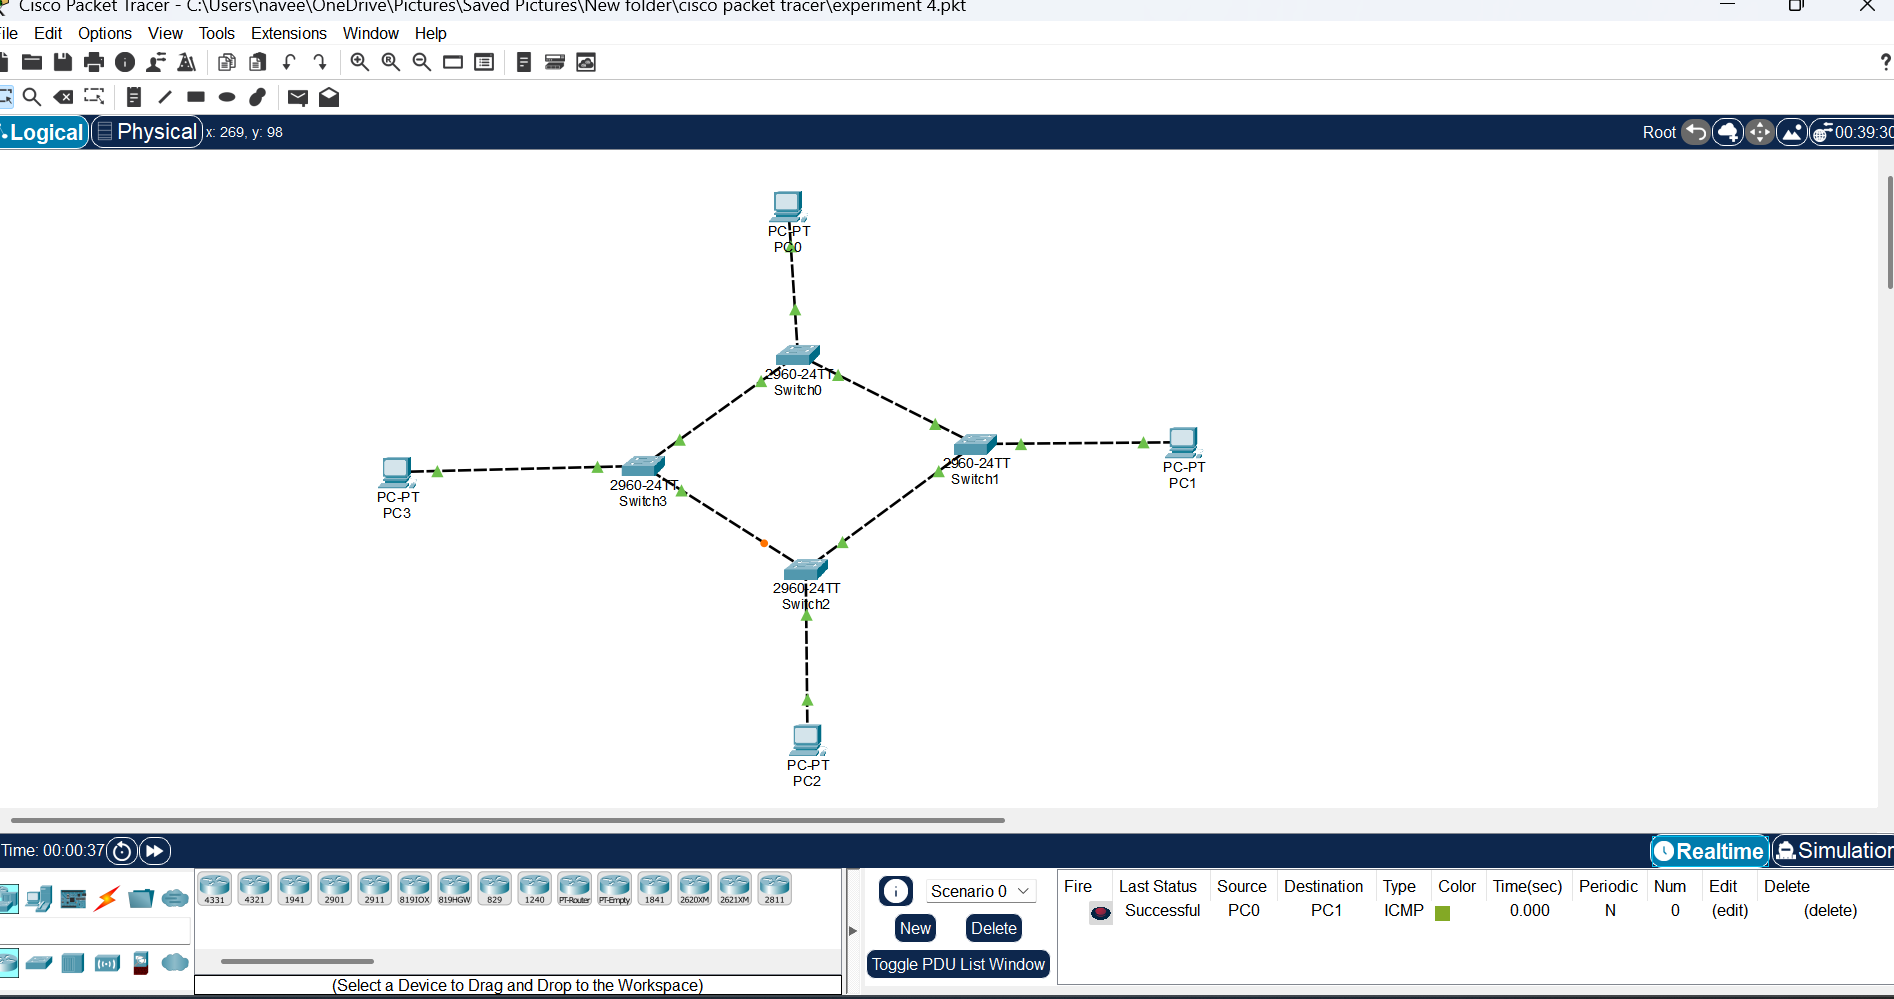 Cisco Packet Tracer - C:\Users\navee\OneDrive\Pictures\Saved Pictures\New folder\cisco packet tracer\experiment 4.pkt
ile Edit Options View Tools Extensions Window Help
?
Logical Physical x: 269, y: 98 Root 00:39:30
PC-PT
PC0
2960-24TT
Switch0
2960-24TT
Switch1
PC-PT
PC1
2960-24TT
Switch3
PC-PT
PC3
2960-24TT
Switch2
PC-PT
PC2
Time: 00:00:37 Realtime Simulation
4331 4321 1941 2901 2911 819IOX 819HGW 829 1240 PT-Router PT-Empty 1841 2620XM 2621XM 2811
(Select a Device to Drag and Drop to the Workspace)
Scenario 0
New Delete
Toggle PDU List Window
Fire Last Status Source Destination Type Color Time(sec) Periodic Num Edit Delete
Successful PC0 PC1 ICMP 0.000 N 0 (edit) (delete)